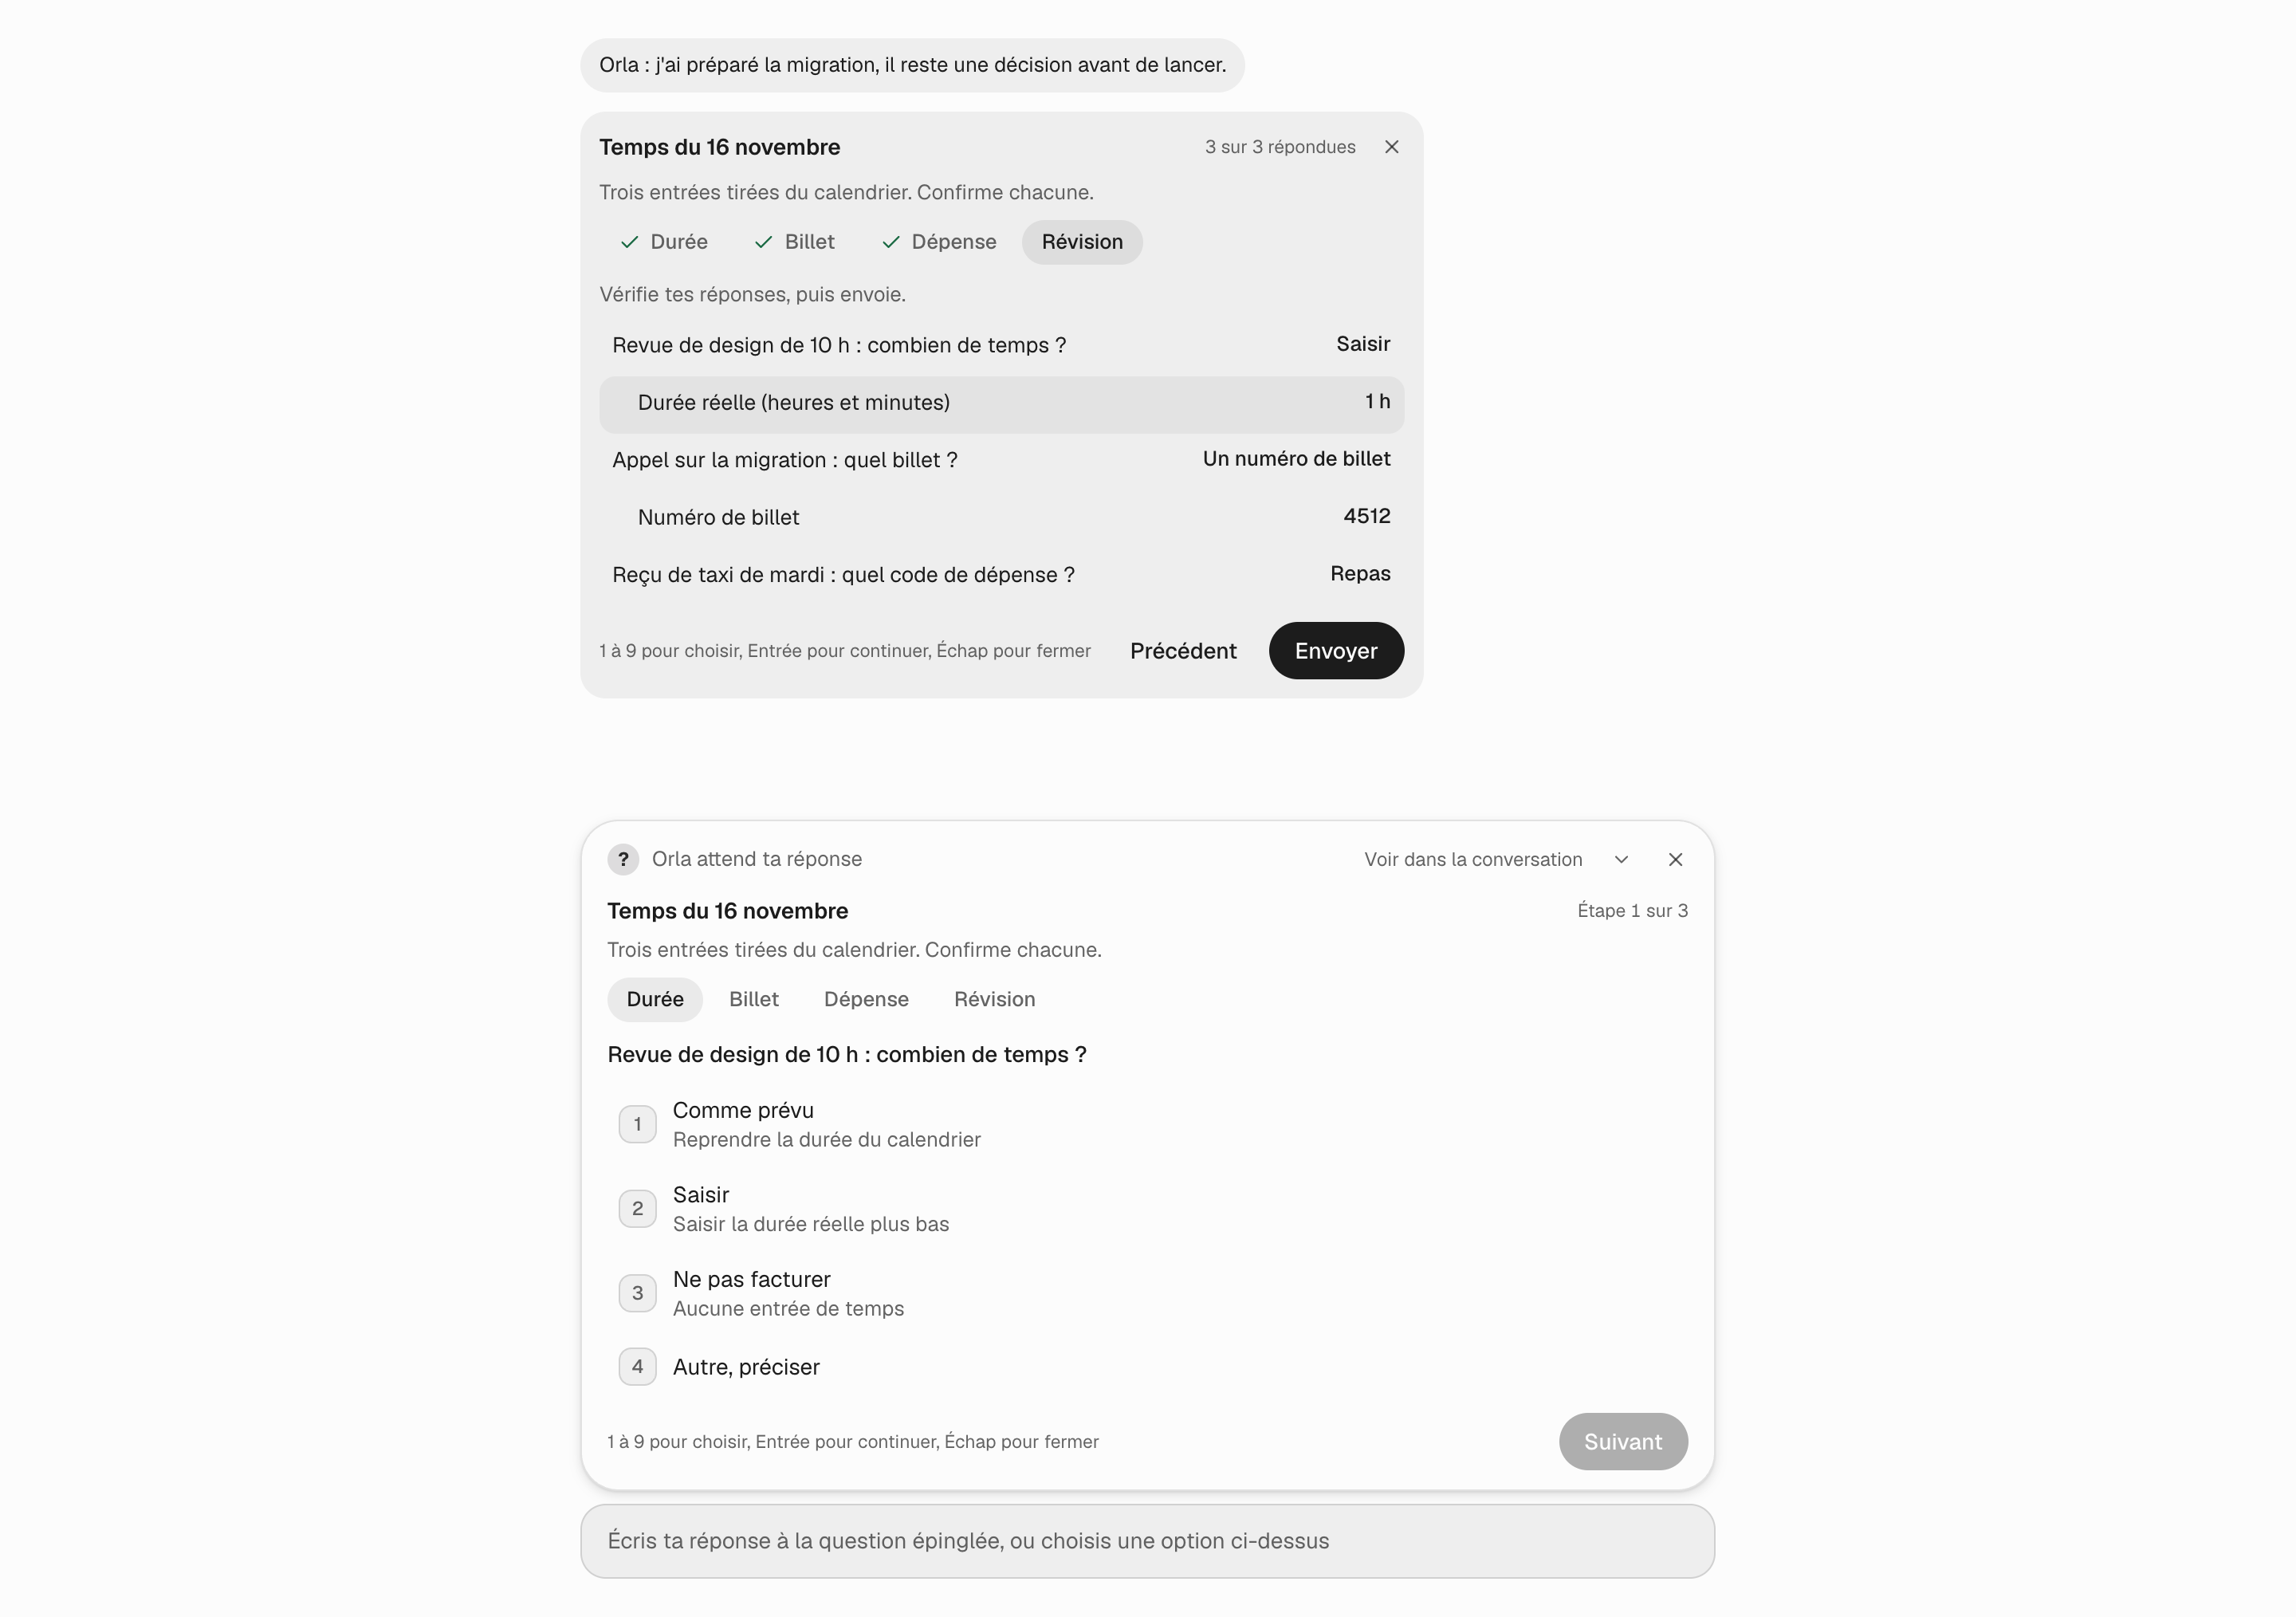 Orla : j'ai préparé la migration, il reste une décision avant de lancer.
Temps du 16 novembre
3 sur 3 répondues
Trois entrées tirées du calendrier. Confirme chacune.
Durée Billet Dépense Révision
Vérifie tes réponses, puis envoie.
Revue de design de 10 h : combien de temps ? Saisir
Durée réelle (heures et minutes) 1 h
Appel sur la migration : quel billet ? Un numéro de billet
Numéro de billet 4512
Reçu de taxi de mardi : quel code de dépense ? Repas
1 à 9 pour choisir, Entrée pour continuer, Échap pour fermer Précédent Envoyer
? Orla attend ta réponse Voir dans la conversation
Temps du 16 novembre Étape 1 sur 3
Trois entrées tirées du calendrier. Confirme chacune.
Durée Billet Dépense Révision
Revue de design de 10 h : combien de temps ?
1 Comme prévu
Reprendre la durée du calendrier
2 Saisir
Saisir la durée réelle plus bas
3 Ne pas facturer
Aucune entrée de temps
4 Autre, préciser
1 à 9 pour choisir, Entrée pour continuer, Échap pour fermer Suivant
Écris ta réponse à la question épinglée, ou choisis une option ci-dessus